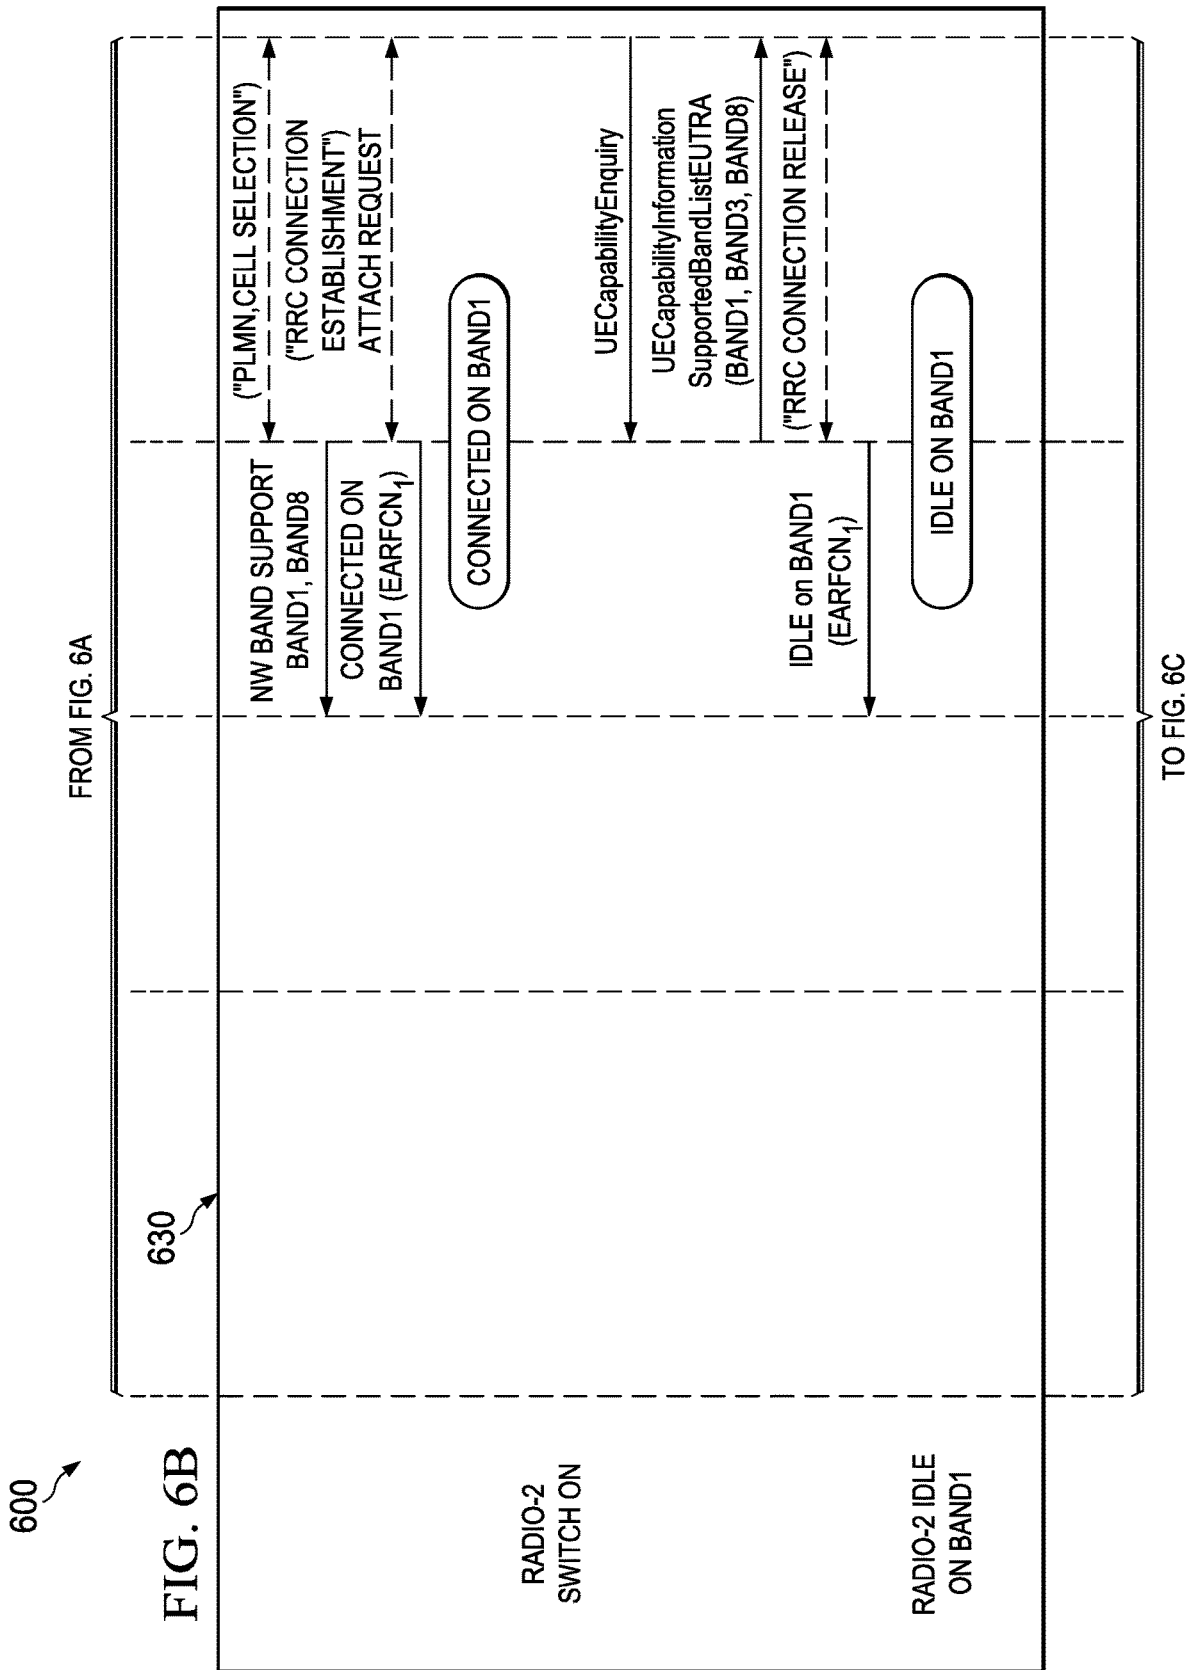 600
FIG. 6B
FROM FIG. 6A
630
RADIO-2
SWITCH ON
("PLMN,CELL SELECTION")
NW BAND SUPPORT
BAND1, BAND8
("RRC CONNECTION
ESTABLISHMENT")
ATTACH REQUEST
CONNECTED ON
BAND1 (EARFCN1)
CONNECTED ON BAND1
UECapabilityEnquiry
UECapabilityInformation
SupportedBandListEUTRA
(BAND1, BAND3, BAND8)
("RRC CONNECTION RELEASE")
IDLE on BAND1
(EARFCN1)
RADIO-2 IDLE
ON BAND1
IDLE ON BAND1
TO FIG. 6C